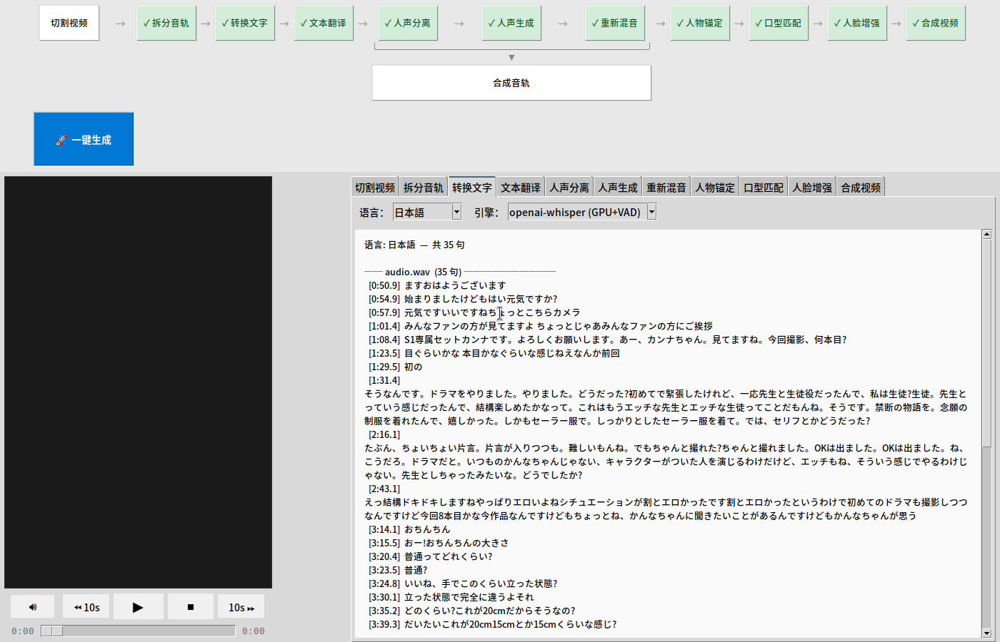 切割视频 → ✓拆分音轨 → ✓转换文字 → ✓文本翻译 → ✓人声分离 → ✓人声生成 → ✓重新混音 → ✓人物锚定 → ✓口型匹配 → ✓人脸增强 → ✓合成视频
▼
合成音轨
🚀 一键生成
切割视频 拆分音轨 转换文字 文本翻译 人声分离 人声生成 重新混音 人物锚定 口型匹配 人脸增强 合成视频
语言: 日本語 引擎: openai-whisper (GPU+VAD)
语言: 日本語 — 共 35 句
—— audio.wav (35 句) ——————————
[0:50.9] ますおはようございます
[0:54.9] 始まりましたけどもはい元気ですか?
[0:57.9] 元気ですいいですねちょっとこちらカメラ
[1:01.4] みんなファンの方が見てますよ ちょっとじゃあみんなファンの方にご挨拶
[1:08.4] S1専属セットカンナです。よろしくお願いします。あー、カンナちゃん。見てますね。今回撮影、何本目?
[1:23.5] 目ぐらいかな 本目かなぐらいな感じねえなんか前回
[1:29.5] 初の
[1:31.4]
そうなんです。ドラマをやりました。やりました。どうだった?初めてで緊張したけれど、一応先生と生徒役だったんで、私は生徒?生徒。先生と
っていう感じだったんで、結構楽しめたかなって。これはもうエッチな先生とエッチな生徒ってことだもんね。そうです。禁断の物語を。念願の
制服を着れたんで、嬉しかった。しかもセーラー服で。しっかりとしたセーラー服を着て。では、セリフとかどうだった?
[2:16.1]
たぶん、ちょいちょい片言。片言が入りつつも。難しいもんね。でもちゃんと撮れた?ちゃんと撮れました。OKは出ました。OKは出ました。ね、
こうだろ。ドラマだと。いつものかんなちゃんじゃない、キャラクターがついた人を演じるわけだけど、エッチもね、そういう感じでやるわけじ
ゃない。先生としちゃったみたいな。どうでしたか?
[2:43.1]
えっ結構ドキドキしますねやっぱりエロいよねシチュエーションが割とエロかったです割とエロかったというわけで初めてのドラマも撮影しつつ
なんですけど今回8本目かな今作品なんですけどもちょっとね、かんなちゃんに聞きたいことがあるんですけどもかんなちゃんが思う
[3:14.1] おちんちん
[3:15.5] おー!おちんちんの大きさ
[3:20.4] 普通ってどれくらい?
[3:23.5] 普通?
[3:24.8] いいね、手でこのくらい立った状態?
[3:30.1] 立った状態で完全に違うよそれ
[3:35.2] どのくらい?これが20cmだからそうなの?
[3:39.3] だいたいこれが20cm15cmとか15cmくらいな感じ?
🔊 ◂◂ 10s ▶ ■ 10s ▸▸
0:00 0:00